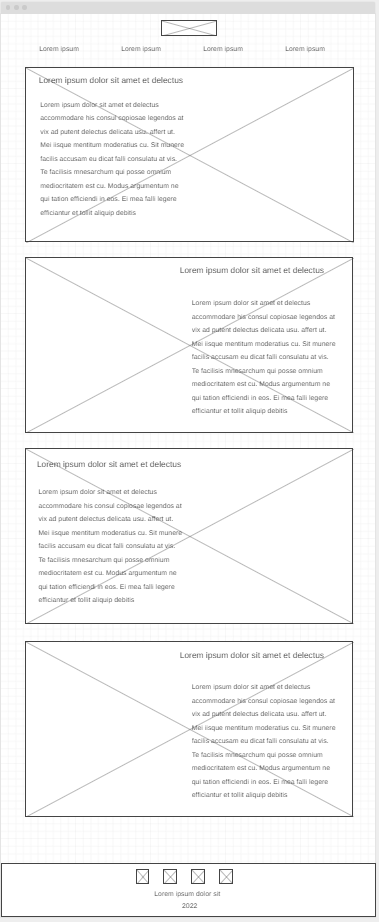 Lorem ipsum Lorem ipsum Lorem ipsum Lorem ipsum
Lorem ipsum dolor sit amet et delectus
Lorem ipsum dolor sit amet et delectus
accommodare his consul copiosae legendos at
vix ad putent delectus delicata usu. affert ut.
Mei iisque mentitum moderatius cu. Sit munere
facilis accusam eu dicat falli consulatu at vis.
Te facilisis mnesarchum qui posse omnium
mediocritatem est cu. Modus argumentum ne
qui tation efficiendi in eos. Ei mea falli legere
efficiantur et tollit aliquip debitis
Lorem ipsum dolor sit amet et delectus
Lorem ipsum dolor sit amet et delectus
accommodare his consul copiosae legendos at
vix ad putent delectus delicata usu. affert ut.
Mei iisque mentitum moderatius cu. Sit munere
facilis accusam eu dicat falli consulatu at vis.
Te facilisis mnesarchum qui posse omnium
mediocritatem est cu. Modus argumentum ne
qui tation efficiendi in eos. Ei mea falli legere
efficiantur et tollit aliquip debitis
Lorem ipsum dolor sit amet et delectus
Lorem ipsum dolor sit amet et delectus
accommodare his consul copiosae legendos at
vix ad putent delectus delicata usu. affert ut.
Mei iisque mentitum moderatius cu. Sit munere
facilis accusam eu dicat falli consulatu at vis.
Te facilisis mnesarchum qui posse omnium
mediocritatem est cu. Modus argumentum ne
qui tation efficiendi in eos. Ei mea falli legere
efficiantur et tollit aliquip debitis
Lorem ipsum dolor sit amet et delectus
Lorem ipsum dolor sit amet et delectus
accommodare his consul copiosae legendos at
vix ad putent delectus delicata usu. affert ut.
Mei iisque mentitum moderatius cu. Sit munere
facilis accusam eu dicat falli consulatu at vis.
Te facilisis mnesarchum qui posse omnium
mediocritatem est cu. Modus argumentum ne
qui tation efficiendi in eos. Ei mea falli legere
efficiantur et tollit aliquip debitis
Lorem ipsum dolor sit
2022